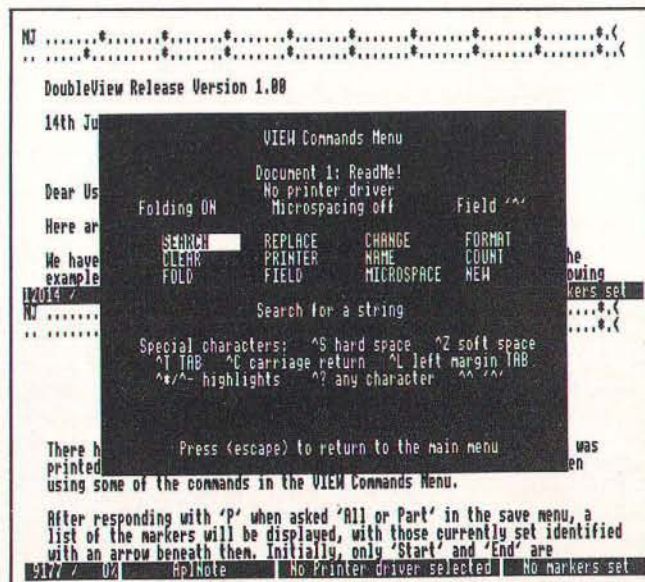 NJ .......*.......*.......*.......*.......*.......*.......*.......*.......*.<
.. .....*.........*.......*.......*.......*.......*.......*.......*.......*..<
DoubleView Release Version 1.00
14th Ju
VIEW Commands Menu
Document 1: ReadMe!
No printer driver
Dear Us
Folding ON Microspacing off Field '^'
Here ar
SEARCH REPLACE CHANGE FORMAT
We have CLEAR PRINTER NAME COUNT he
example FOLD FIELD MICROSPACE NEW owing
12014 / kers set
NJ ....... Search for a string ....*.<
.. ....... ....*.<
Special characters: ^S hard space ^Z soft space
^T TAB ^C carriage return ^L left margin TAB
^*/^- highlights ^? any character ^^ '^'
There h Press <escape> to return to the main menu was
printed en
using some of the commands in the VIEW Commands Menu.
After responding with 'P' when asked 'All or Part' in the save menu, a
list of the markers will be displayed, with those currently set identified
with an arrow beneath them. Initially, only 'Start' and 'End' are
9177 / 0% AplNote No Printer driver selected No markers set